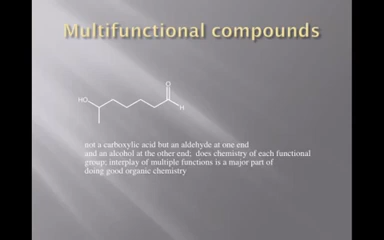 Multifunctional compounds
O
HO
H
not a carboxylic acid but an aldehyde at one end
and an alcohol at the other end; does chemistry of each functional
group; interplay of multiple functions is a major part of
doing good organic chemistry